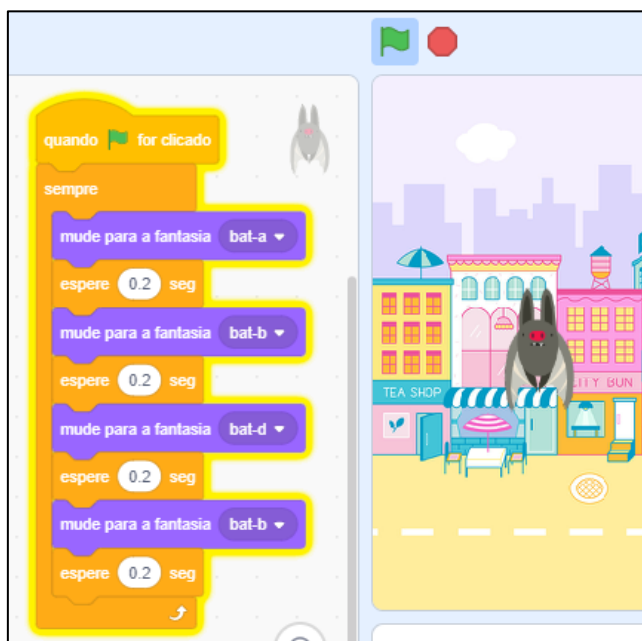 quando for clicado
sempre
mude para a fantasia bat-a
espere 0.2 seg
mude para a fantasia bat-b
espere 0.2 seg
mude para a fantasia bat-d
espere 0.2 seg
mude para a fantasia bat-b
espere 0.2 seg
TEA SHOP
ITY BUN